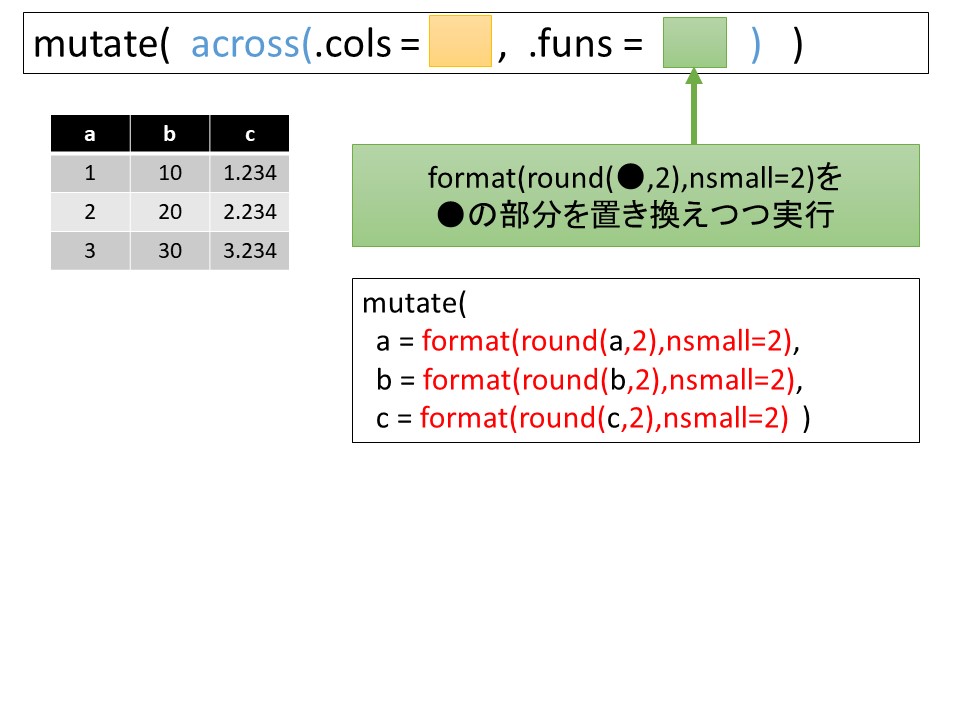 mutate( across(.cols = , .funs = ) )
a b c
1 10 1.234
2 20 2.234
3 30 3.234
format(round(●,2),nsmall=2)を
●の部分を置き換えつつ実行
mutate(
a = format(round(a,2),nsmall=2),
b = format(round(b,2),nsmall=2),
c = format(round(c,2),nsmall=2) )